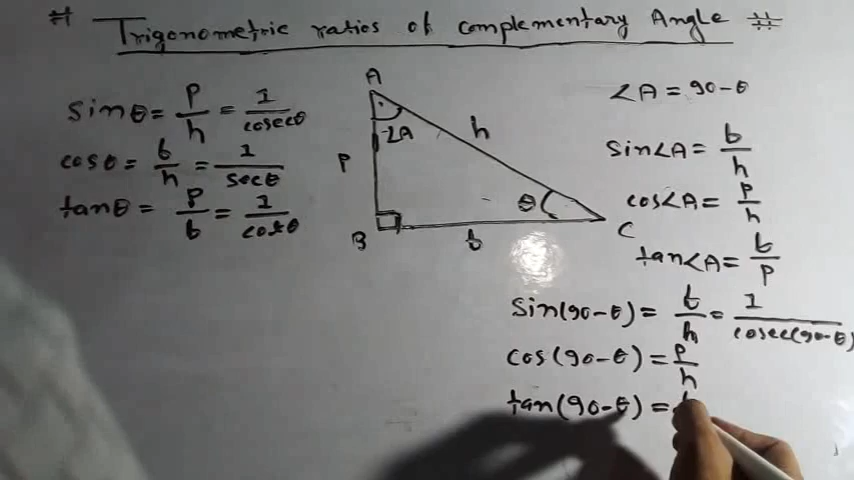 # Trigonometric ratios of complementary Angle #
sinθ = p/h = 1/cosecθ
cosθ = b/h = 1/secθ
tanθ = p/b = 1/cotθ
A
∠A
h
P
θ
B
b
C
∠A = 90-θ
sin∠A = b/h
cos∠A = p/h
tan∠A = b/p
sin(90-θ) = b/h = 1/cosec(90-θ)
cos(90-θ) = p/h
tan(90-θ) =